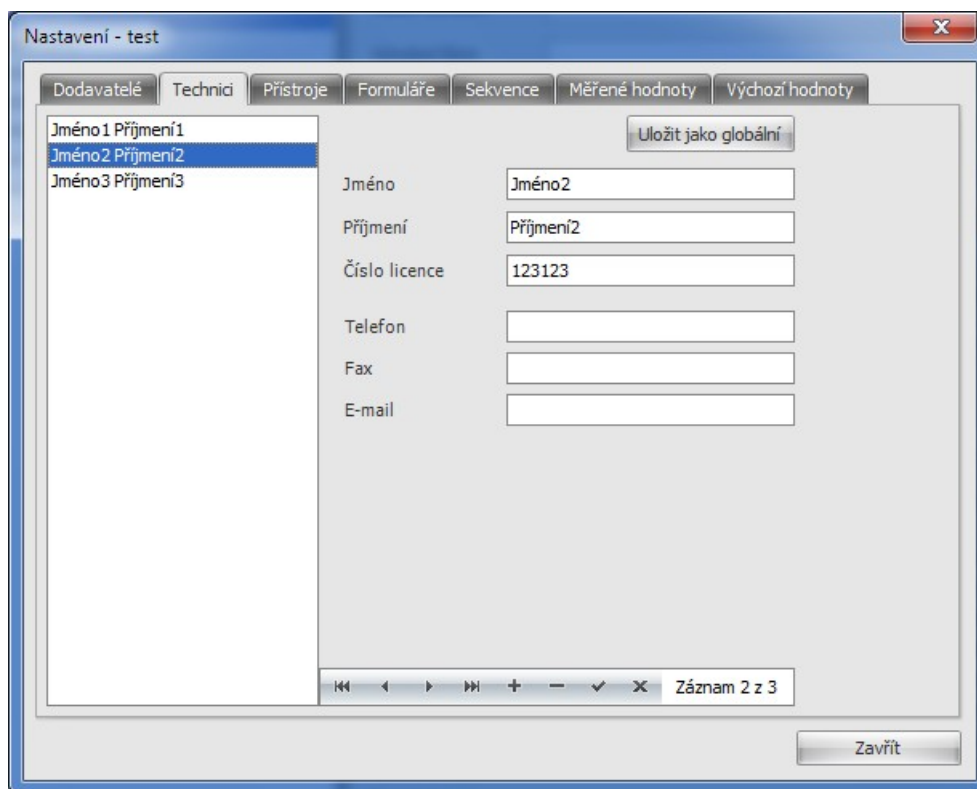 Nastavení - test
Dodavatelé Technici Přístroje Formuláře Sekvence Měřené hodnoty Výchozí hodnoty
Jméno1 Příjmení1
Jméno2 Příjmení2
Jméno3 Příjmení3
Uložit jako globální
Jméno Jméno2
Příjmení Příjmení2
Číslo licence 123123
Telefon
Fax
E-mail
Záznam 2 z 3
Zavřít